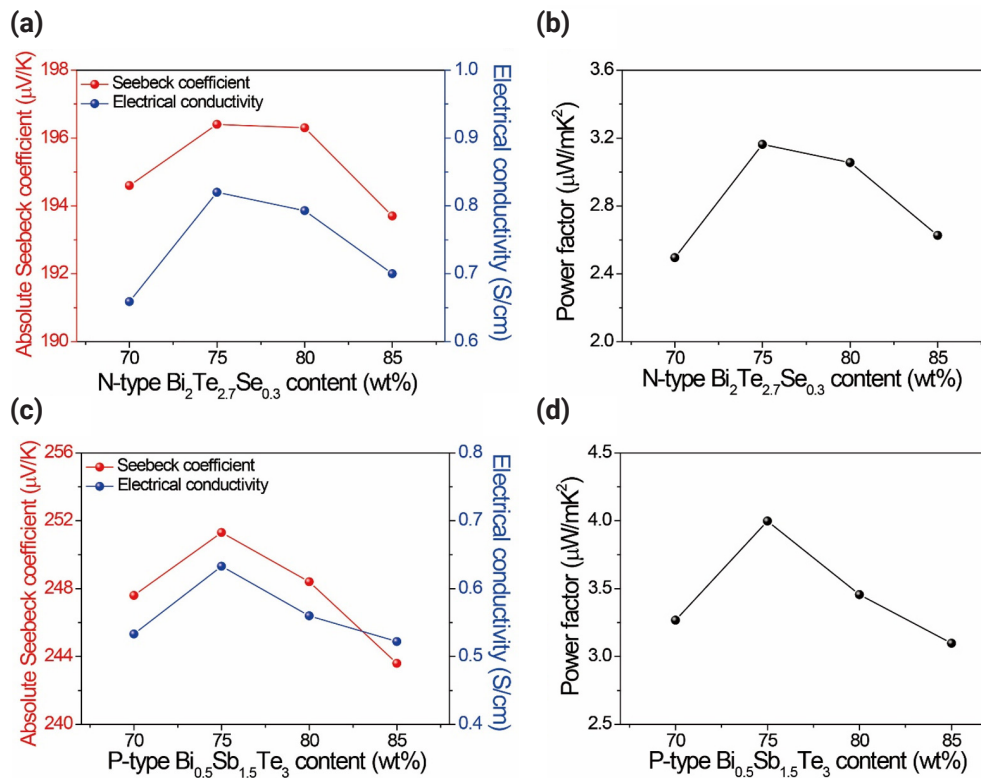 (a)
Absolute Seebeck coefficient (μV/K)
198
196
194
192
190
Seebeck coefficient
Electrical conductivity
1.0
0.9
0.8
0.7
0.6
Electrical conductivity (S/cm)
70 75 80 85
N-type Bi₂Te₂.₇Se₀.₃ content (wt%)
(b)
Power factor (μW/mK²)
3.6
3.2
2.8
2.4
2.0
70 75 80 85
N-type Bi₂Te₂.₇Se₀.₃ content (wt%)
(c)
Absolute Seebeck coefficient (μV/K)
256
252
248
244
240
Seebeck coefficient
Electrical conductivity
0.8
0.7
0.6
0.5
0.4
Electrical conductivity (S/cm)
70 75 80 85
P-type Bi₀.₅Sb₁.₅Te₃ content (wt%)
(d)
Power factor (μW/mK²)
4.5
4.0
3.5
3.0
2.5
70 75 80 85
P-type Bi₀.₅Sb₁.₅Te₃ content (wt%)